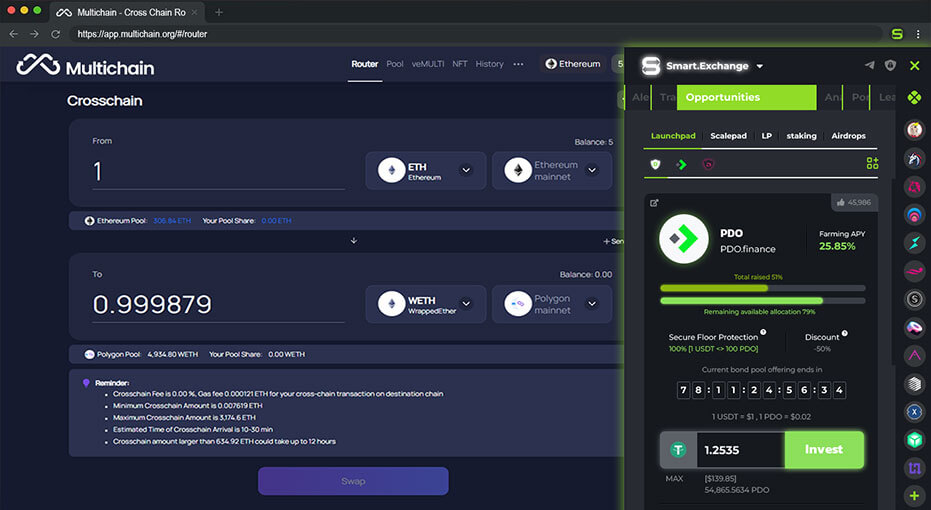 Multichain - Cross Chain Ro
https://app.multichain.org/#/router
Multichain
Router Pool veMULTI NFT History ••• Ethereum 5
Crosschain
From
Balance: 5
1
ETH
Ethereum
Ethereum
mainnet
Ethereum Pool: 306.84 ETH Your Pool Share: 0.00 ETH
+ Sen
To
Balance: 0.00
0.999879
WETH
WrappedEther
Polygon
mainnet
Polygon Pool: 4,934.80 WETH Your Pool Share: 0.00 WETH
Reminder:
Crosschain Fee is 0.00 %, Gas fee 0.000121 ETH for your cross-chain transaction on destination chain
Minimum Crosschain Amount is 0.007619 ETH
Maximum Crosschain Amount is 3,174.6 ETH
Estimated Time of Crosschain Arrival is 10-30 min
Crosschain amount larger than 634.92 ETH could take up to 12 hours
Swap
Smart.Exchange
Ale Tra Opportunities Ana Por Lea
Launchpad Scalepad LP staking Airdrops
45,986
PDO
PDO.finance
Farming APY
25.85%
Total raised 51%
Remaining available allocation 79%
Secure Floor Protection ?
100% [1 USDT <> 100 PDO]
Discount ?
-50%
Current bond pool offering ends in
7 8 : 1 1 : 2 4 : 5 6 : 3 4
1 USDT = $1 , 1 PDO = $0.02
1.2535
Invest
MAX
[$139.85]
54,865.5634 PDO